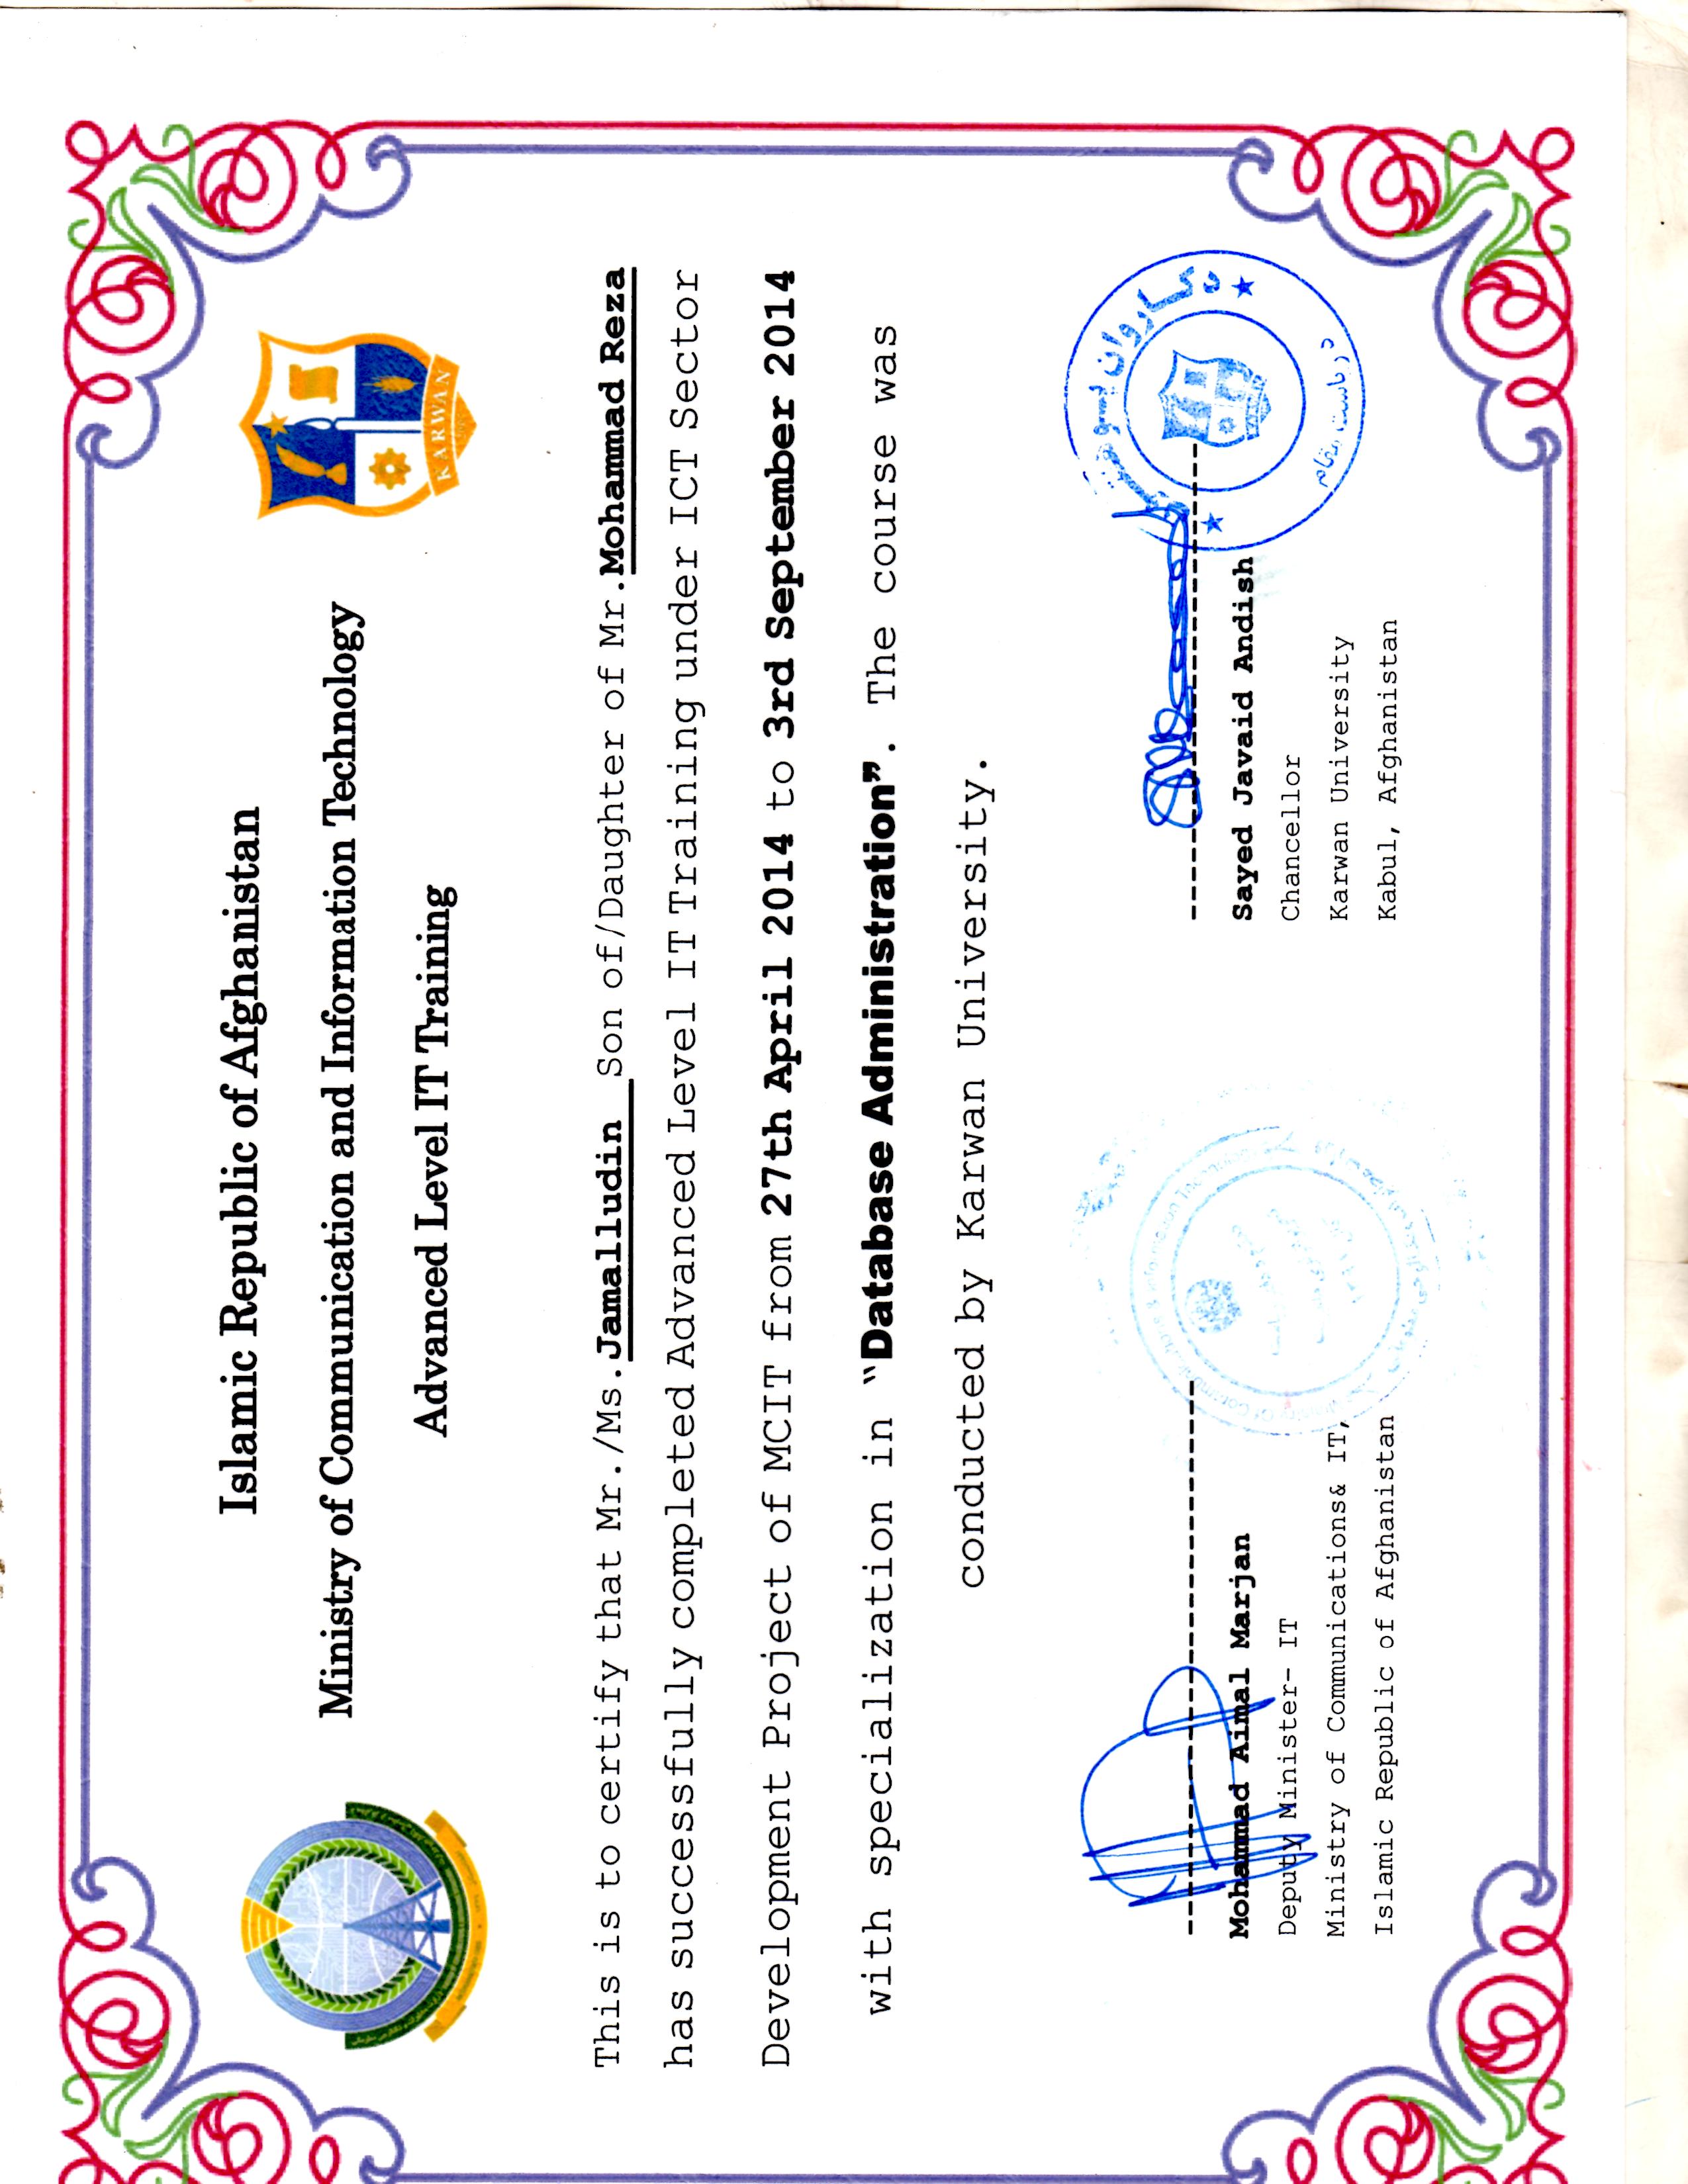 Islamic Republic of Afghanistan
Ministry of Communication and Information Technology
Advanced Level IT Training
KARWAN
This is to certify that Mr./Ms.Jamalludin Son of/Daughter of Mr.Mohammad Reza
has successfully completed Advanced Level IT Training under ICT Sector
Development Project of MCIT from 27th April 2014 to 3rd September 2014
with specialization in "Database Administration". The course was
conducted by Karwan University.
Mohammad Aimal Marjan
Deputy Minister- IT
Ministry of Communications& IT,
Islamic Republic of Afghanistan
Sayed Javaid Andish
Chancellor
Karwan University
Kabul, Afghanistan
د کاروان پوهنتون